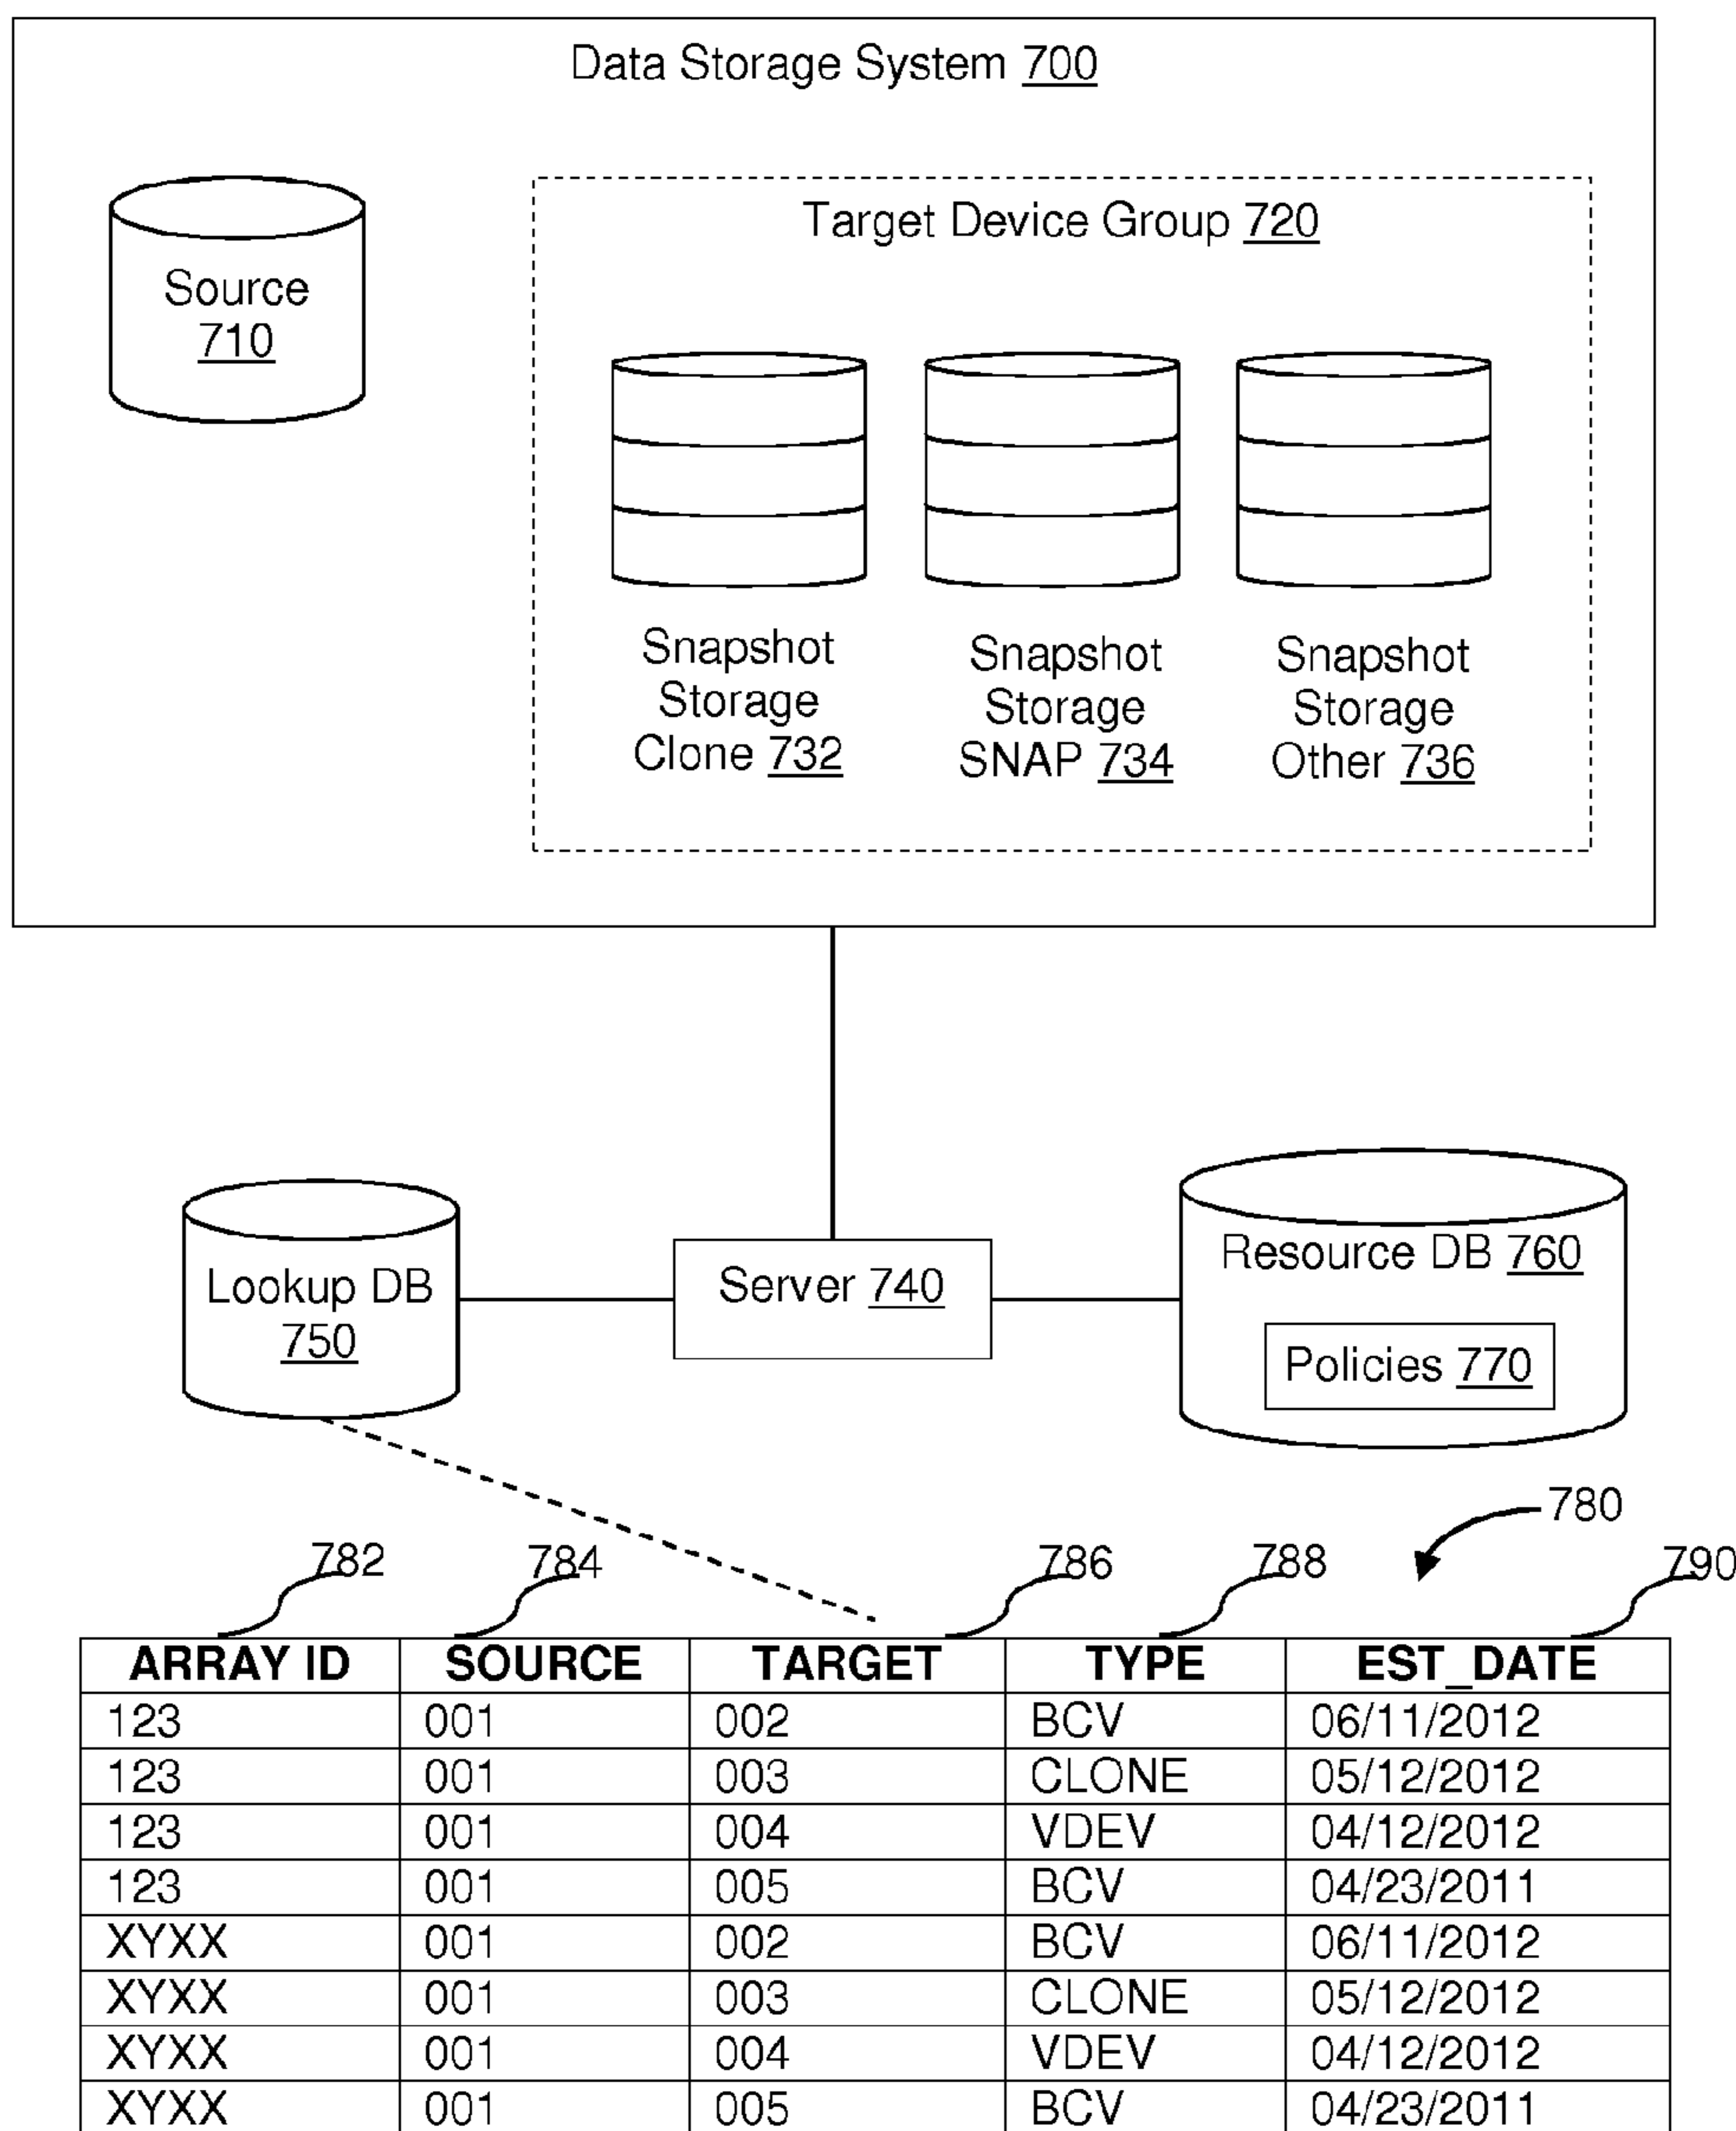 Data Storage System 700
Source
710
Target Device Group 720
Snapshot
Storage
Clone 732
Snapshot
Storage
SNAP 734
Snapshot
Storage
Other 736
Lookup DB
750
Server 740
Resource DB 760
Policies 770
780
782 784 786 788 790
ARRAY ID SOURCE TARGET TYPE EST_DATE
123 001 002 BCV 06/11/2012
123 001 003 CLONE 05/12/2012
123 001 004 VDEV 04/12/2012
123 001 005 BCV 04/23/2011
XYXX 001 002 BCV 06/11/2012
XYXX 001 003 CLONE 05/12/2012
XYXX 001 004 VDEV 04/12/2012
XYXX 001 005 BCV 04/23/2011